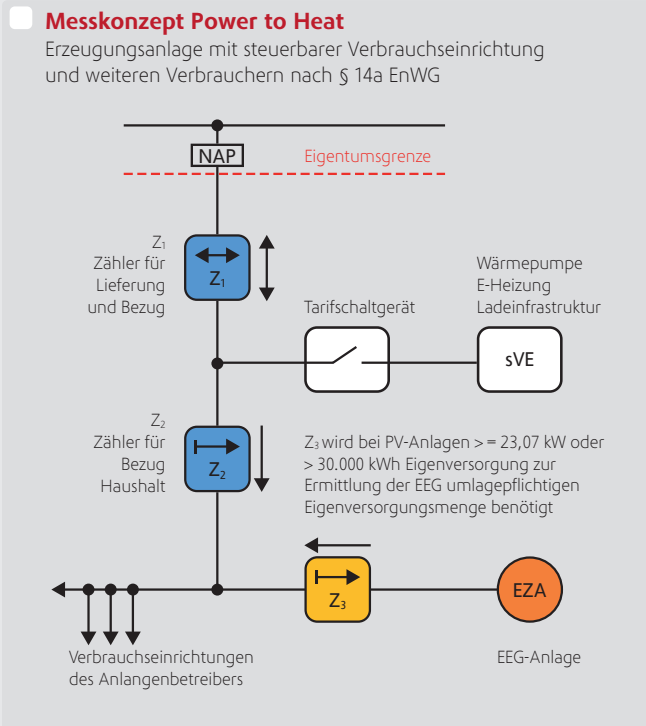 Messkonzept Power to Heat
Erzeugungsanlage mit steuerbarer Verbrauchseinrichtung
und weiteren Verbrauchern nach § 14a EnWG
NAP
Eigentumsgrenze
Z₁
Zähler für
Lieferung
und Bezug
Z₁
Tarifschaltgerät
Wärmepumpe
E-Heizung
Ladeinfrastruktur
sVE
Z₂
Zähler für
Bezug
Haushalt
Z₂
Z₃ wird bei PV-Anlagen > = 23,07 kW oder
> 30.000 kWh Eigenversorgung zur
Ermittlung der EEG umlagepflichtigen
Eigenversorgungsmenge benötigt
Z₃
EZA
Verbrauchseinrichtungen
des Anlangenbetreibers
EEG-Anlage